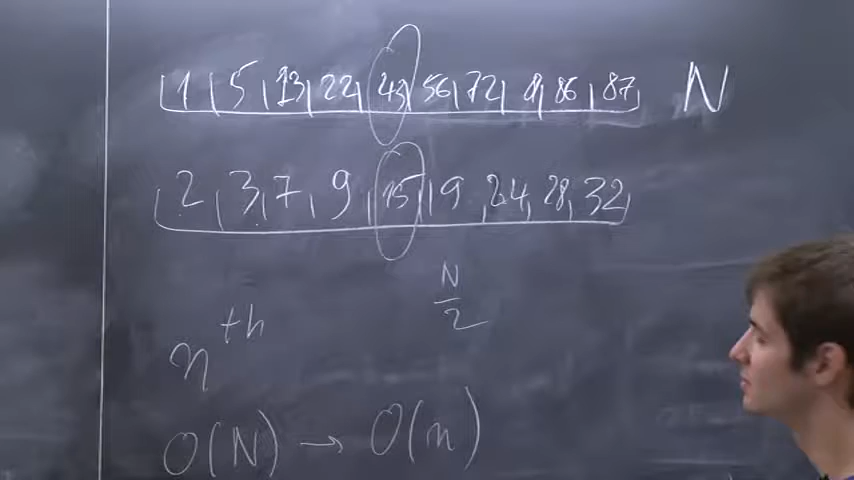 1 5 13 22 43 56 72 86 87 N
2 3 7 9 15 19 24 28 32
N/2
n th
O(N) → O(n)